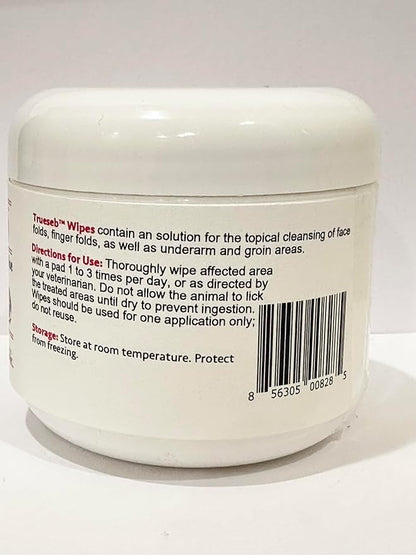 Trueseb™ Wipes contain an solution for the topical cleansing of face
folds, finger folds, as well as underarm and groin areas.
Directions for Use: Thoroughly wipe affected area
with a pad 1 to 3 times per day, or as directed by
your veterinarian. Do not allow the animal to lick
the treated areas until dry to prevent ingestion.
Wipes should be used for one application only;
do not reuse.
Storage: Store at room temperature. Protect
from freezing.
8 56305 00828 5